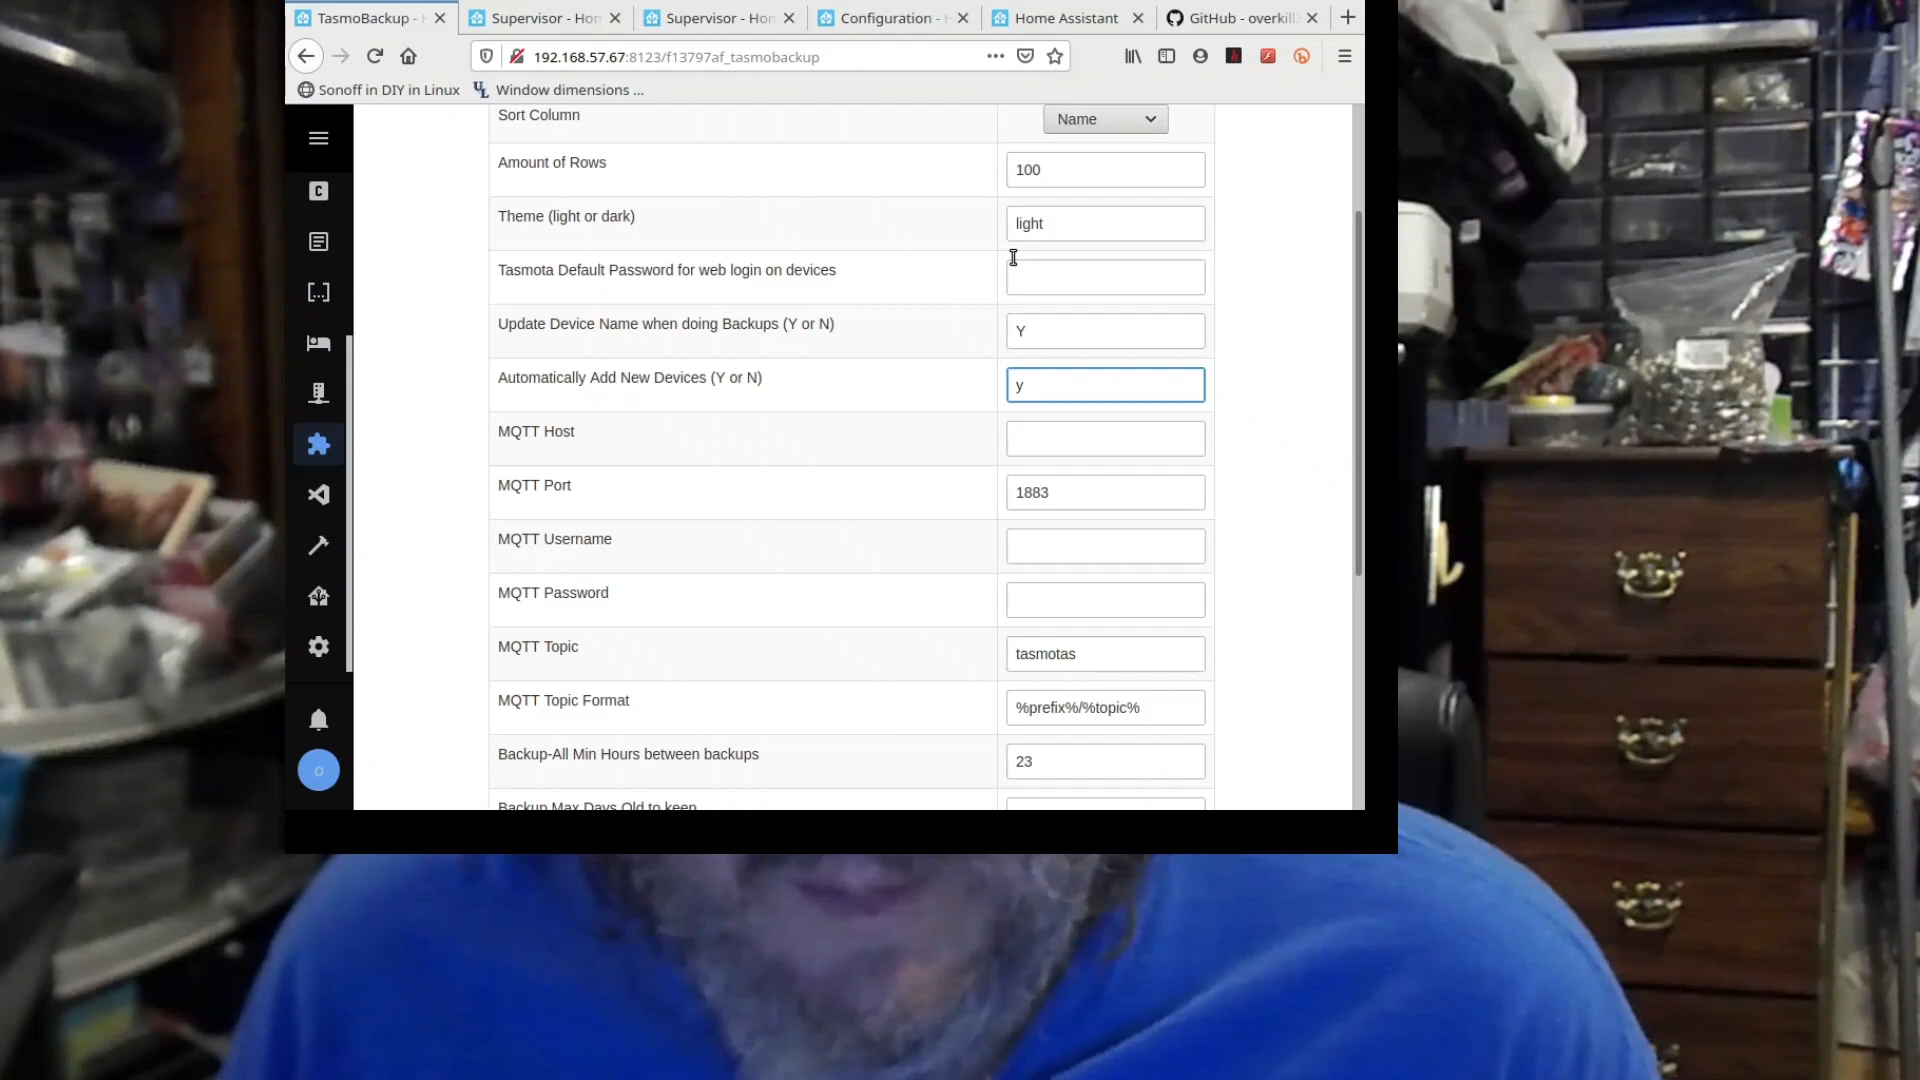 TasmoBackup - H
Supervisor - Hom
Supervisor - Hom
Configuration - H
Home Assistant
GitHub - overkill
192.168.57.67:8123/f13797af_tasmobackup
Sonoff in DIY in Linux
UL
Window dimensions ...
Sort Column
Name
Amount of Rows
100
Theme (light or dark)
light
Tasmota Default Password for web login on devices
Update Device Name when doing Backups (Y or N)
Y
Automatically Add New Devices (Y or N)
y
MQTT Host
MQTT Port
1883
MQTT Username
MQTT Password
MQTT Topic
tasmotas
MQTT Topic Format
%prefix%/%topic%
Backup-All Min Hours between backups
23
Backup Max Days Old to keep
C
[...]
o